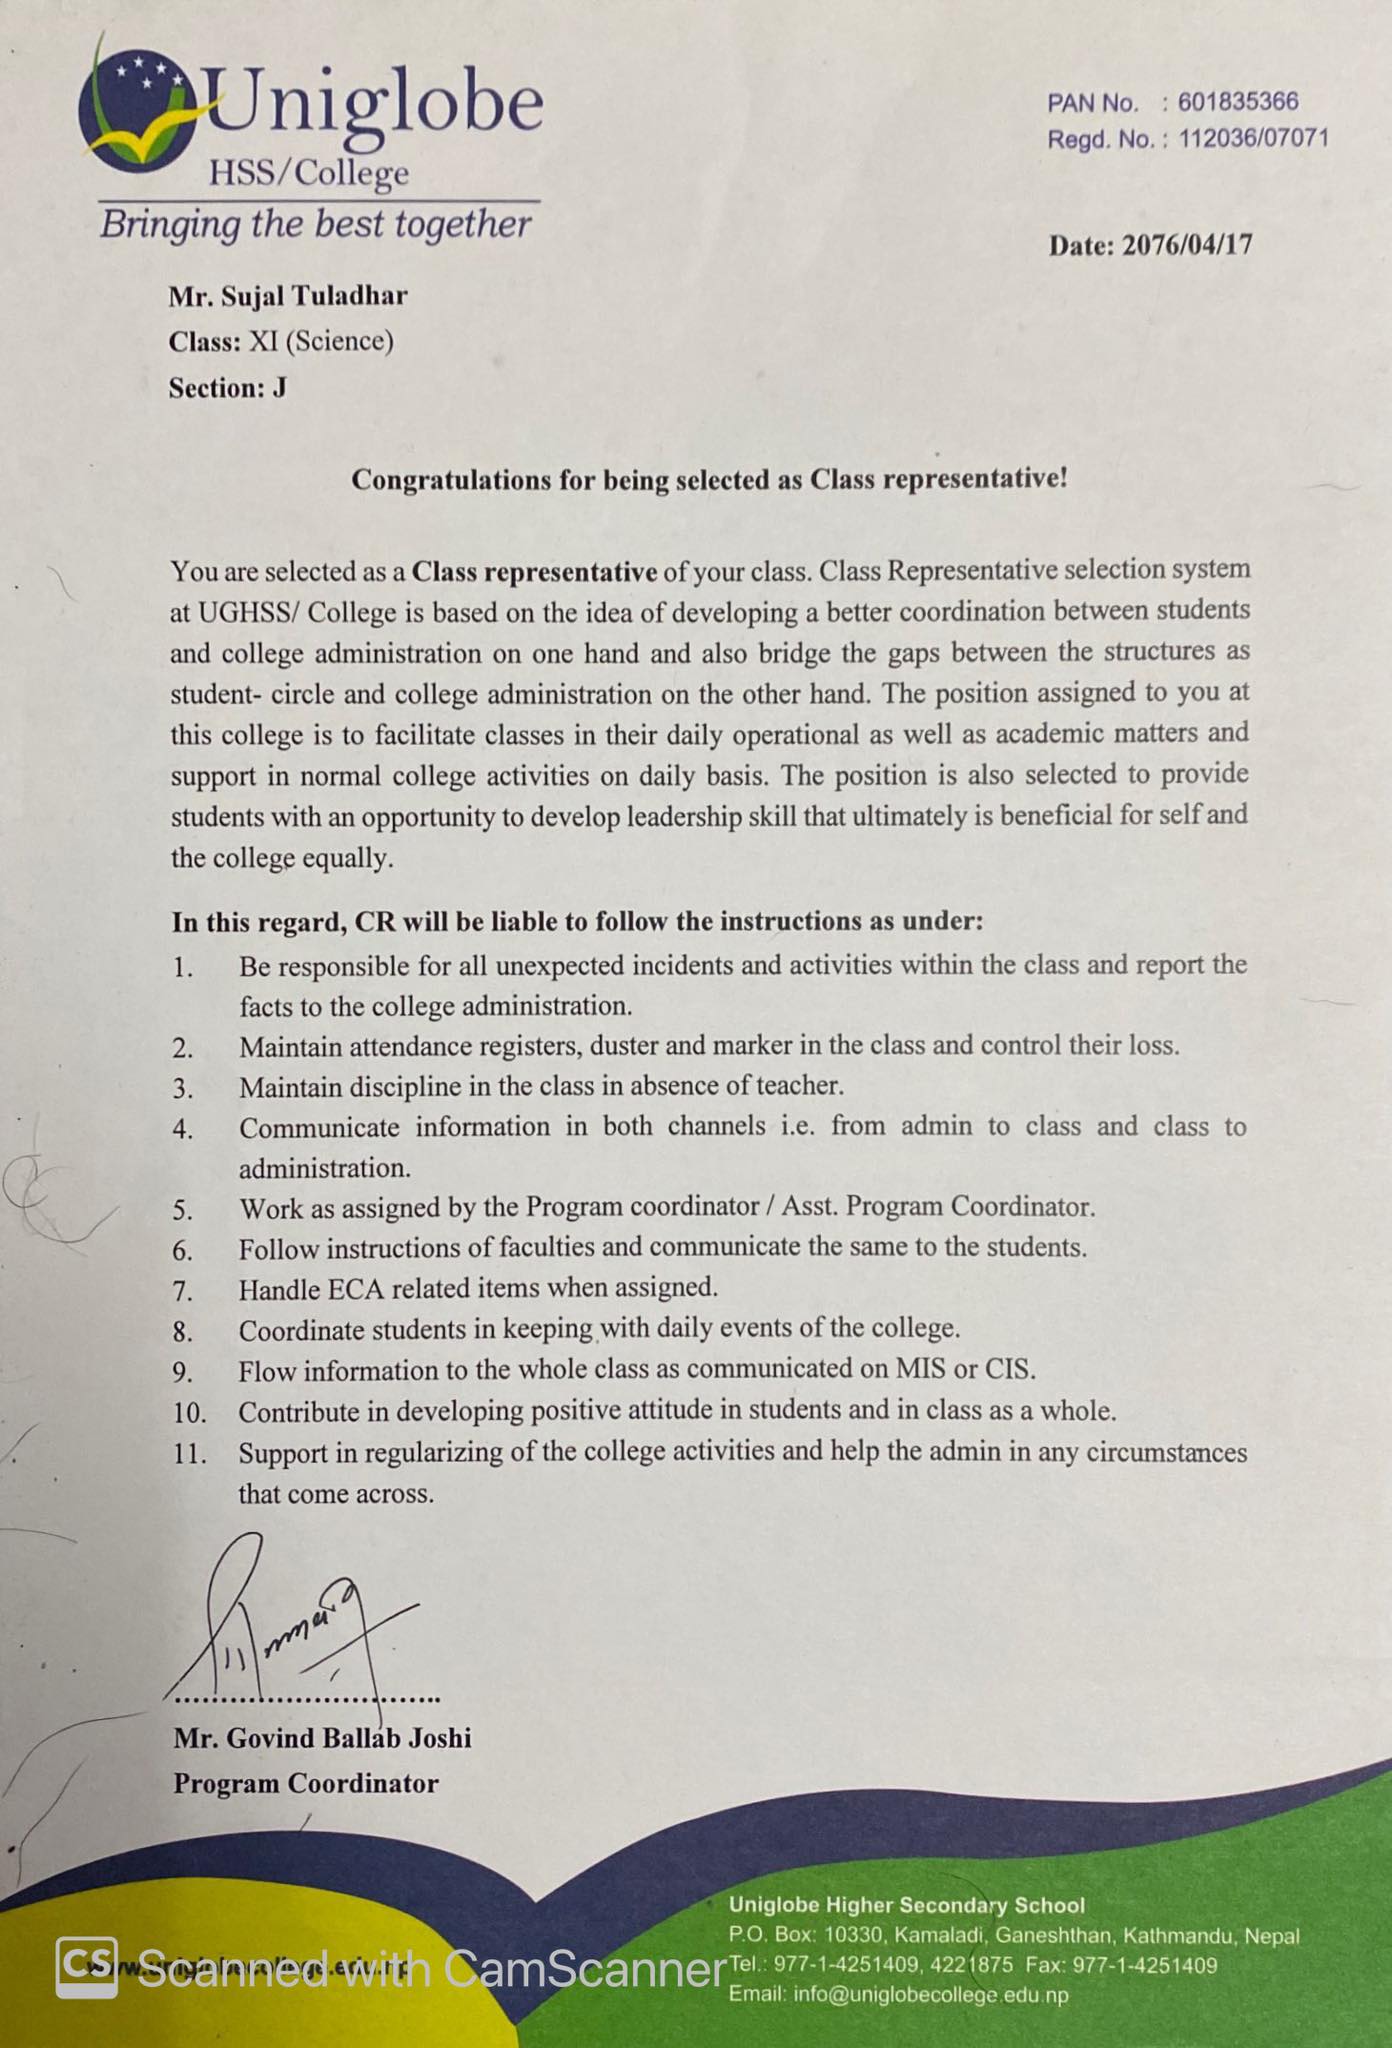 Uniglobe
HSS/College
Bringing the best together
PAN No. : 601835366
Regd. No. : 112036/07071
Date: 2076/04/17
Mr. Sujal Tuladhar
Class: XI (Science)
Section: J
Congratulations for being selected as Class representative!
You are selected as a Class representative of your class. Class Representative selection system
at UGHSS/ College is based on the idea of developing a better coordination between students
and college administration on one hand and also bridge the gaps between the structures as
student- circle and college administration on the other hand. The position assigned to you at
this college is to facilitate classes in their daily operational as well as academic matters and
support in normal college activities on daily basis. The position is also selected to provide
students with an opportunity to develop leadership skill that ultimately is beneficial for self and
the college equally.
In this regard, CR will be liable to follow the instructions as under:
1. Be responsible for all unexpected incidents and activities within the class and report the
facts to the college administration.
2. Maintain attendance registers, duster and marker in the class and control their loss.
3. Maintain discipline in the class in absence of teacher.
4. Communicate information in both channels i.e. from admin to class and class to
administration.
5. Work as assigned by the Program coordinator / Asst. Program Coordinator.
6. Follow instructions of faculties and communicate the same to the students.
7. Handle ECA related items when assigned.
8. Coordinate students in keeping with daily events of the college.
9. Flow information to the whole class as communicated on MIS or CIS.
10. Contribute in developing positive attitude in students and in class as a whole.
11. Support in regularizing of the college activities and help the admin in any circumstances
that come across.
Mr. Govind Ballab Joshi
Program Coordinator
Uniglobe Higher Secondary School
P.O. Box: 10330, Kamaladi, Ganeshthan, Kathmandu, Nepal
Tel.: 977-1-4251409, 4221875 Fax: 977-1-4251409
Email: info@uniglobecollege.edu.np
www.uniglobecollege.edu.np
CS Scanned with CamScanner